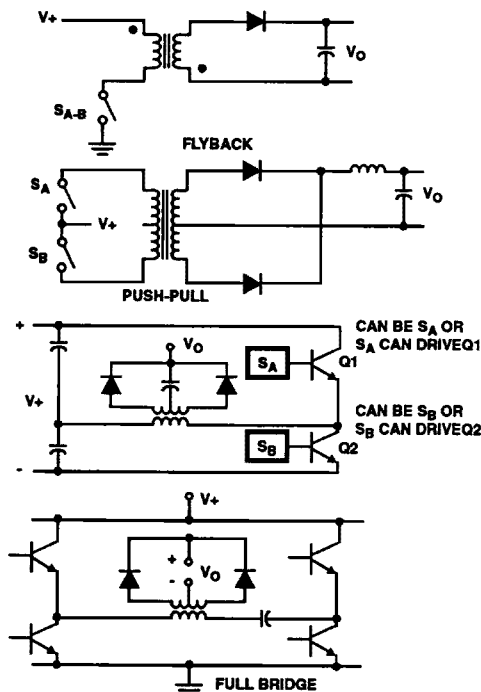 V+
VO
SA-B
FLYBACK
SA
V+
SB
VO
PUSH-PULL
+
VO
CAN BE SA OR
SA CAN DRIVEQ1
SA
Q1
V+
CAN BE SB OR
SB CAN DRIVEQ2
SB
Q2
-
V+
+
VO
-
FULL BRIDGE